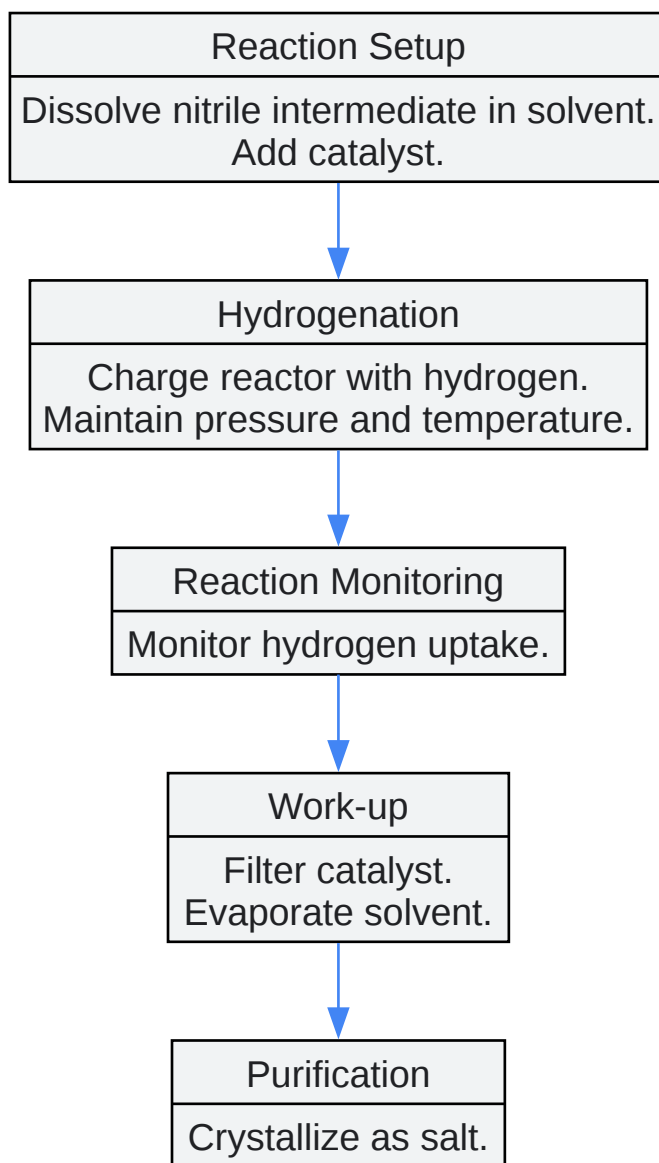 Reaction Setup
Dissolve nitrile intermediate in solvent.
Add catalyst.
Hydrogenation
Charge reactor with hydrogen.
Maintain pressure and temperature.
Reaction Monitoring
Monitor hydrogen uptake.
Work-up
Filter catalyst.
Evaporate solvent.
Purification
Crystallize as salt.